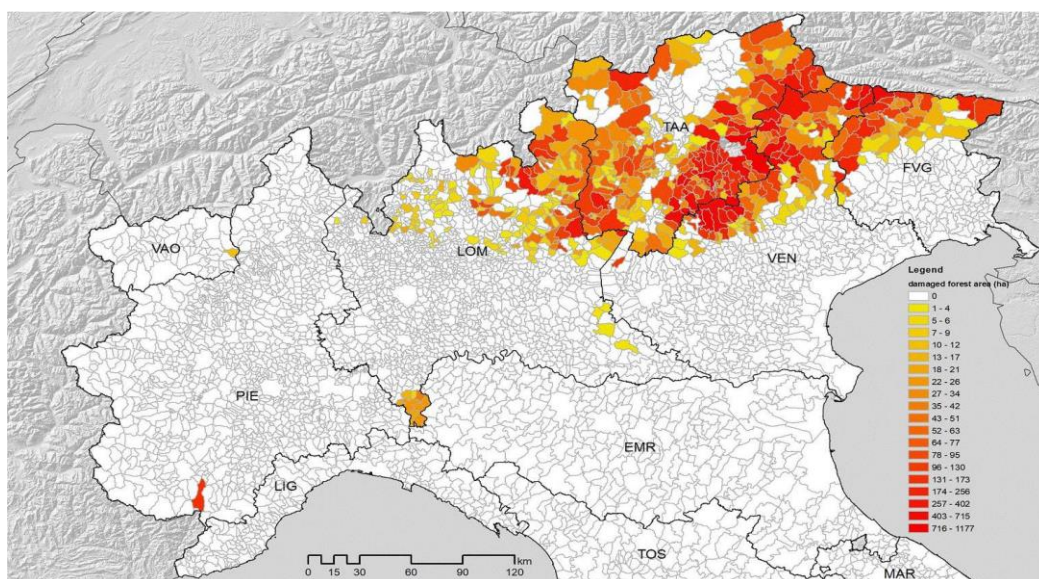 TAA
FVG
VAO
LOM
VEN
Legend
damaged forest area (ha)
0
1 - 4
5 - 6
7 - 9
10 - 12
13 - 17
18 - 21
22 - 26
27 - 34
35 - 42
43 - 51
52 - 63
64 - 77
78 - 95
96 - 130
131 - 173
174 - 256
257 - 402
403 - 715
716 - 1177
PIE
EMR
LIG
TOS
MAR
km
0 15 30 60 90 120